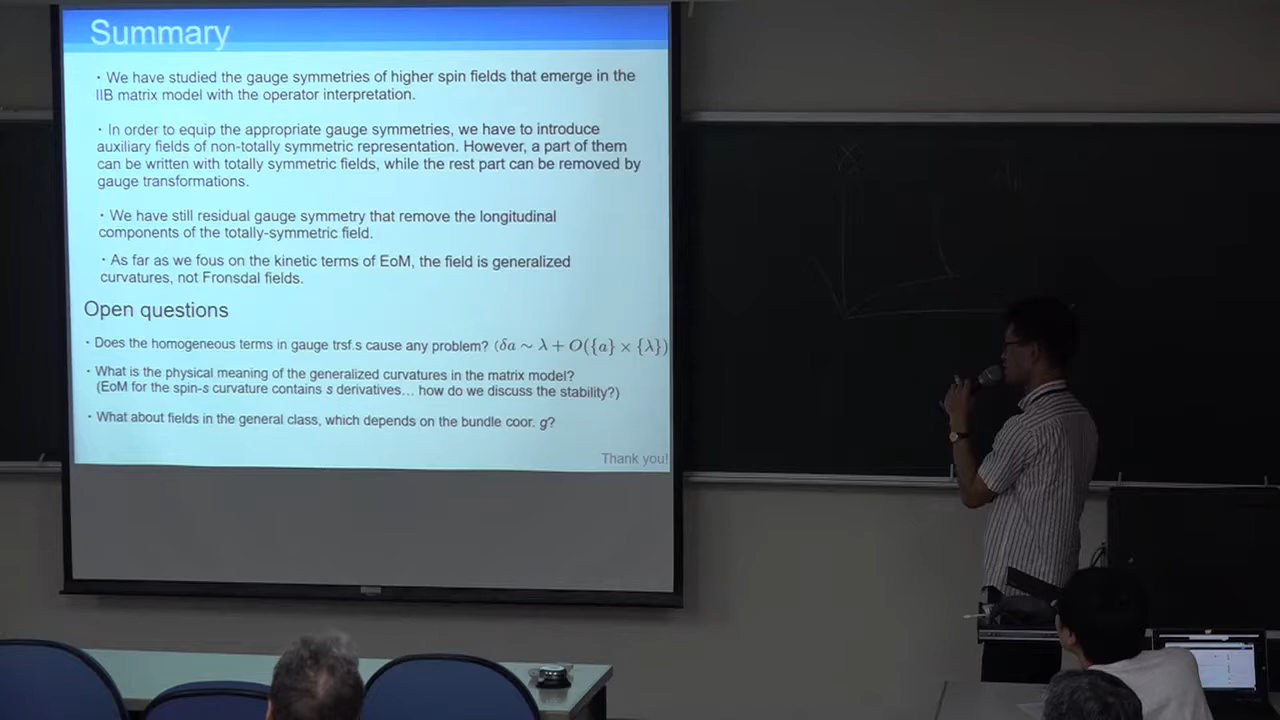 Summary
・We have studied the gauge symmetries of higher spin fields that emerge in the
IIB matrix model with the operator interpretation.
・In order to equip the appropriate gauge symmetries, we have to introduce
auxiliary fields of non-totally symmetric representation. However, a part of them
can be written with totally symmetric fields, while the rest part can be removed by
gauge transformations.
・We have still residual gauge symmetry that remove the longitudinal
components of the totally-symmetric field.
・As far as we fous on the kinetic terms of EoM, the field is generalized
curvatures, not Fronsdal fields.
Open questions
・Does the homogeneous terms in gauge trsf.s cause any problem? (δa ∼ λ + O({a} × {λ})
・What is the physical meaning of the generalized curvatures in the matrix model?
(EoM for the spin-s curvature contains s derivatives… how do we discuss the stability?)
・What about fields in the general class, which depends on the bundle coor. g?
Thank you!